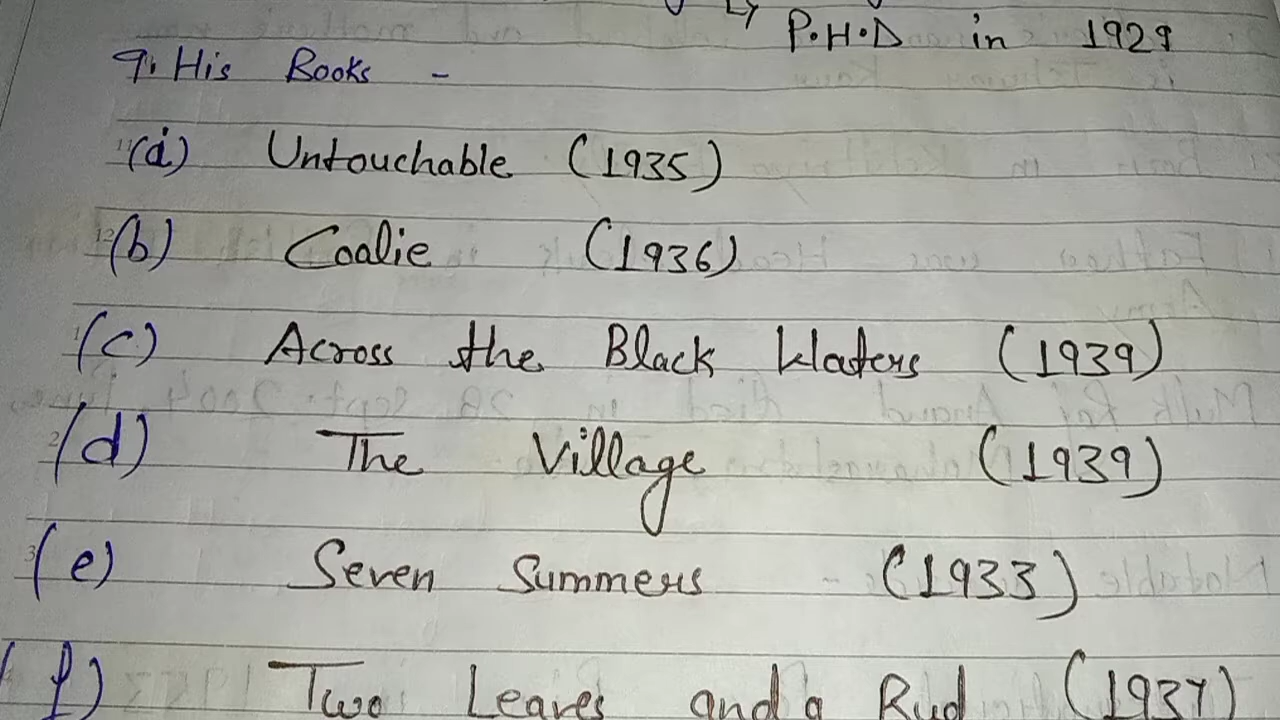 ↳ P.H.D in 1929
9. His Books -
(a) Untouchable (1935)
(b) Coolie (1936)
(c) Across the Black Waters (1939)
(d) The Village (1939)
(e) Seven Summers (1933)
(f) Two Leaves and a Bud (1937)